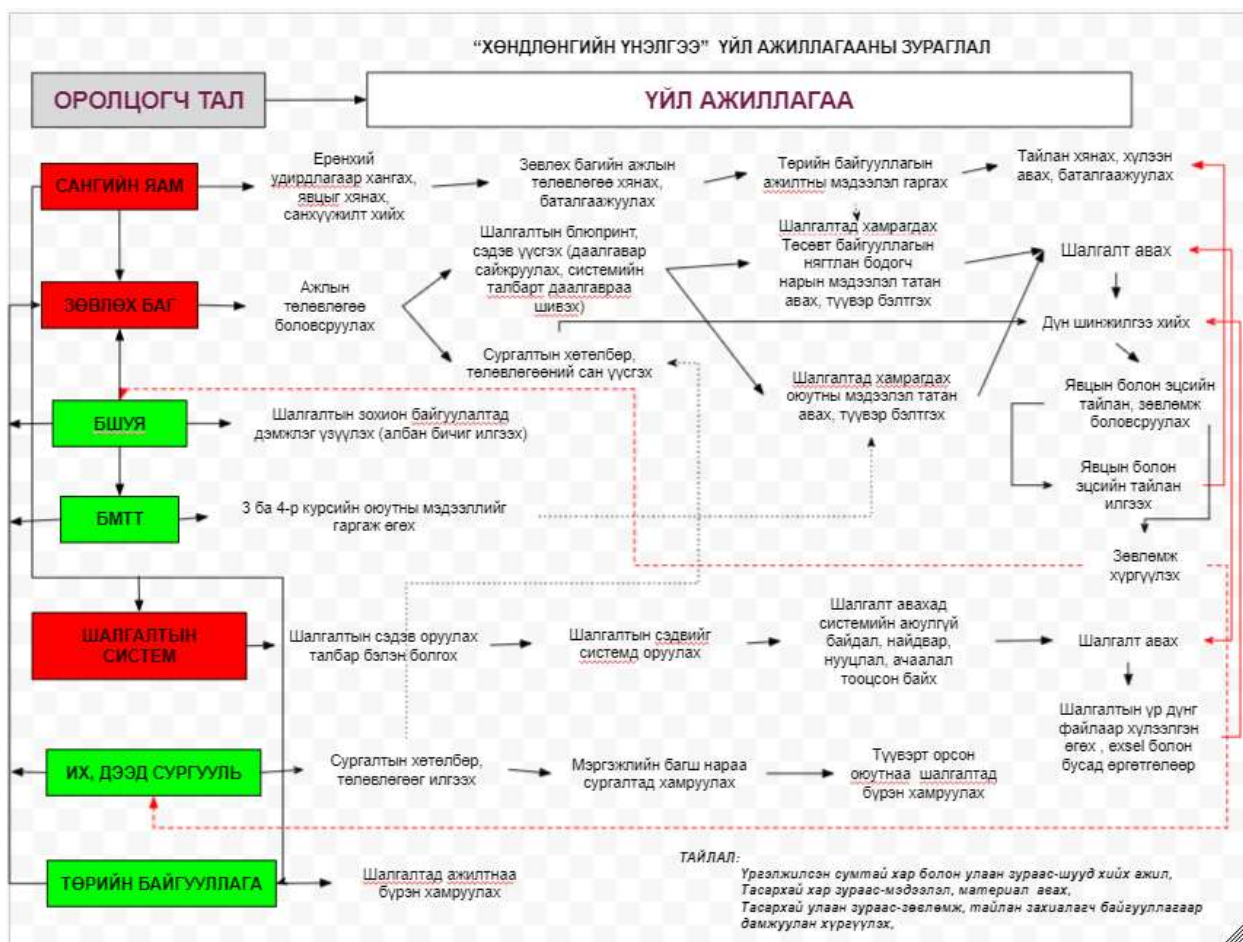 “ХӨНДЛӨНГИЙН ҮНЭЛГЭЭ” ҮЙЛ АЖИЛЛАГААНЫ ЗУРАГЛАЛ
ОРОЛЦОГЧ ТАЛ
ҮЙЛ АЖИЛЛАГАА
САНГИЙН ЯАМ
Ерөнхий
удирдлагаар хангах,
явцыг хянах,
санхүүжилт хийх
Зөвлөх багийн ажлын
төлөвлөгөө хянах,
баталгаажуулах
Төрийн байгууллагын
ажилтны мэдээлэл гаргах
Тайлан хянах, хүлээн
авах, баталгаажуулах
ЗӨВЛӨХ БАГ
Ажлын
төлөвлөгөө
боловсруулах
Шалгалтын блюпринт,
сэдэв үүсгэх (даалгавар
сайжруулах, системийн
талбарт даалгавраа
шивэх)
Сургалтын хөтөлбөр,
төлөвлөгөөний сан үүсгэх
Шалгалтад хамрагдах
Төсөвт байгууллагын
нягтлан бодогч
нарын мэдээлэл татан
авах, түүвэр бэлтгэх
Шалгалтад хамрагдах
оюутны мэдээлэл татан
авах, түүвэр бэлтгэх
Шалгалт авах
Дүн шинжилгээ хийх
Явцын болон эцсийн
тайлан, зөвлөмж
боловсруулах
Явцын болон
эцсийн тайлан
илгээх
Зөвлөмж
хүргүүлэх
БШУЯ
Шалгалтын зохион байгуулалтад
дэмжлэг үзүүлэх (албан бичиг илгээх)
БМТТ
3 ба 4-р курсийн оюутны мэдээллийг
гаргаж өгөх
ШАЛГАЛТЫН
СИСТЕМ
Шалгалтын сэдэв оруулах
талбар бэлэн болгох
Шалгалтын сэдвийг
системд оруулах
Шалгалт авахад
системийн аюулгүй
байдал, найдвар,
нууцлал, ачаалал
тооцсон байх
Шалгалт авах
Шалгалтын үр дүнг
файлаар хүлээлгэн
өгөх , exsel болон
бусад өргөтгөлөөр
ИХ, ДЭЭД СУРГУУЛЬ
Сургалтын хөтөлбөр,
төлөвлөгөөг илгээх
Мэргэжлийн багш нараа
сургалтад хамруулах
Түүвэрт орсон
оюутнаа шалгалтад
бүрэн хамруулах
ТӨРИЙН БАЙГУУЛЛАГА
Шалгалтад ажилтнаа
бүрэн хамруулах
ТАЙЛАЛ:
Үргэлжилсэн сумтай хар болон улаан зураас-шууд хийх ажил,
Тасархай хар зураас-мэдээлэл, материал авах,
Тасархай улаан зураас-зөвлөмж, тайлан захиалагч байгууллагаар
дамжуулан хүргүүлэх,